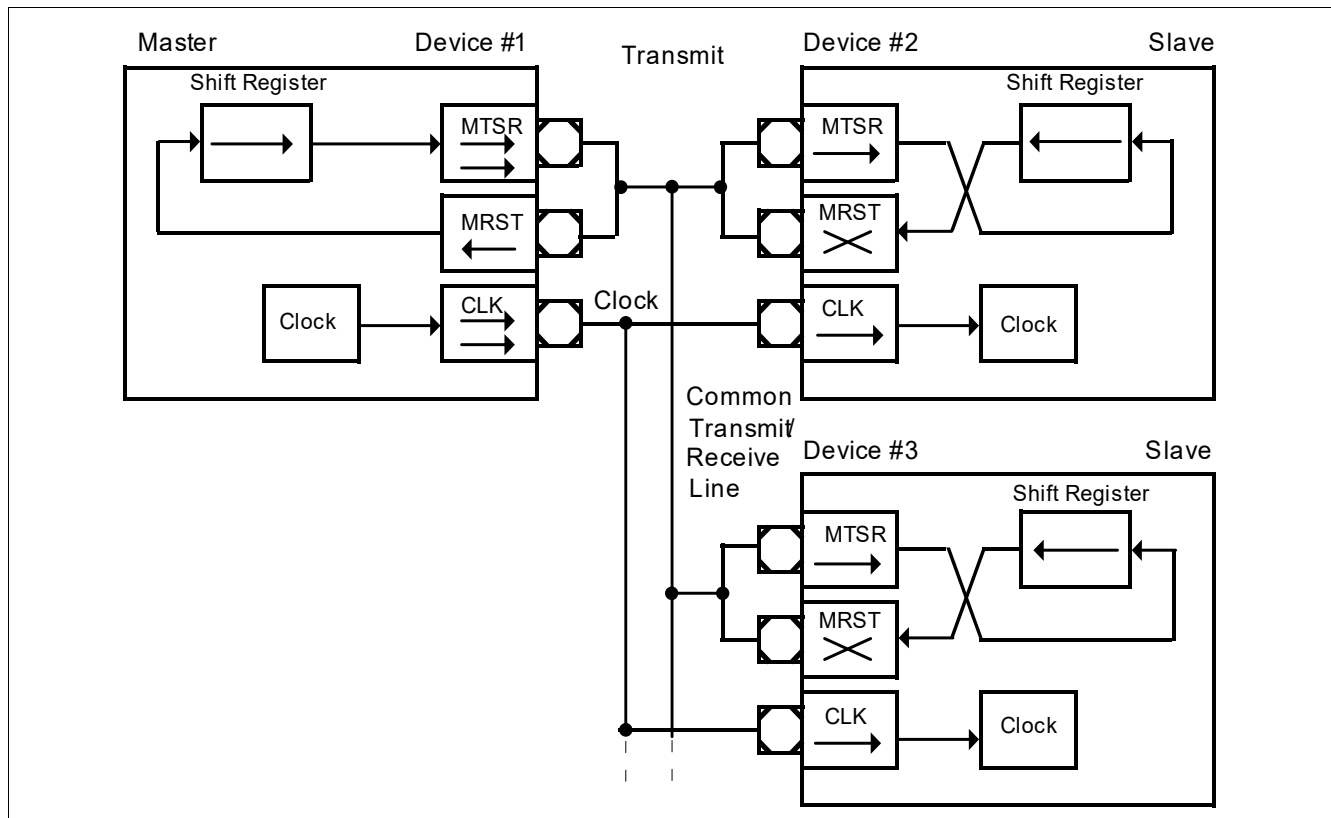 Master
Device #1
Transmit
Device #2
Slave
Shift Register
Shift Register
MTSR
MTSR
MRST
MRST
Clock
CLK
Clock
CLK
Clock
Common
Transmit/
Receive
Line
Device #3
Slave
Shift Register
MTSR
MRST
CLK
Clock